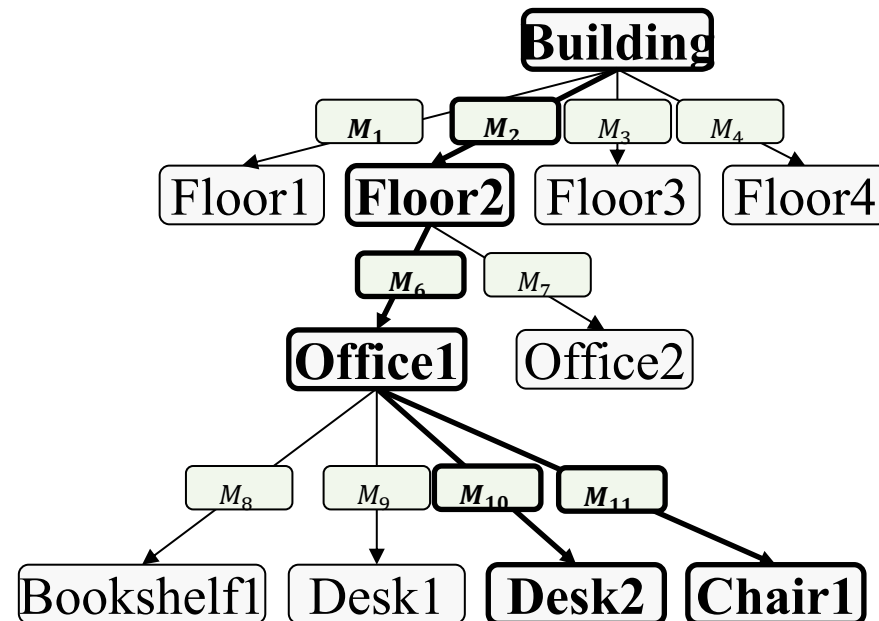 Building
M₁ M₂ M₃ M₄
Floor1 Floor2 Floor3 Floor4
M₆ M₇
Office1 Office2
M₈ M₉ M₁₀ M₁₁
Bookshelf1 Desk1 Desk2 Chair1